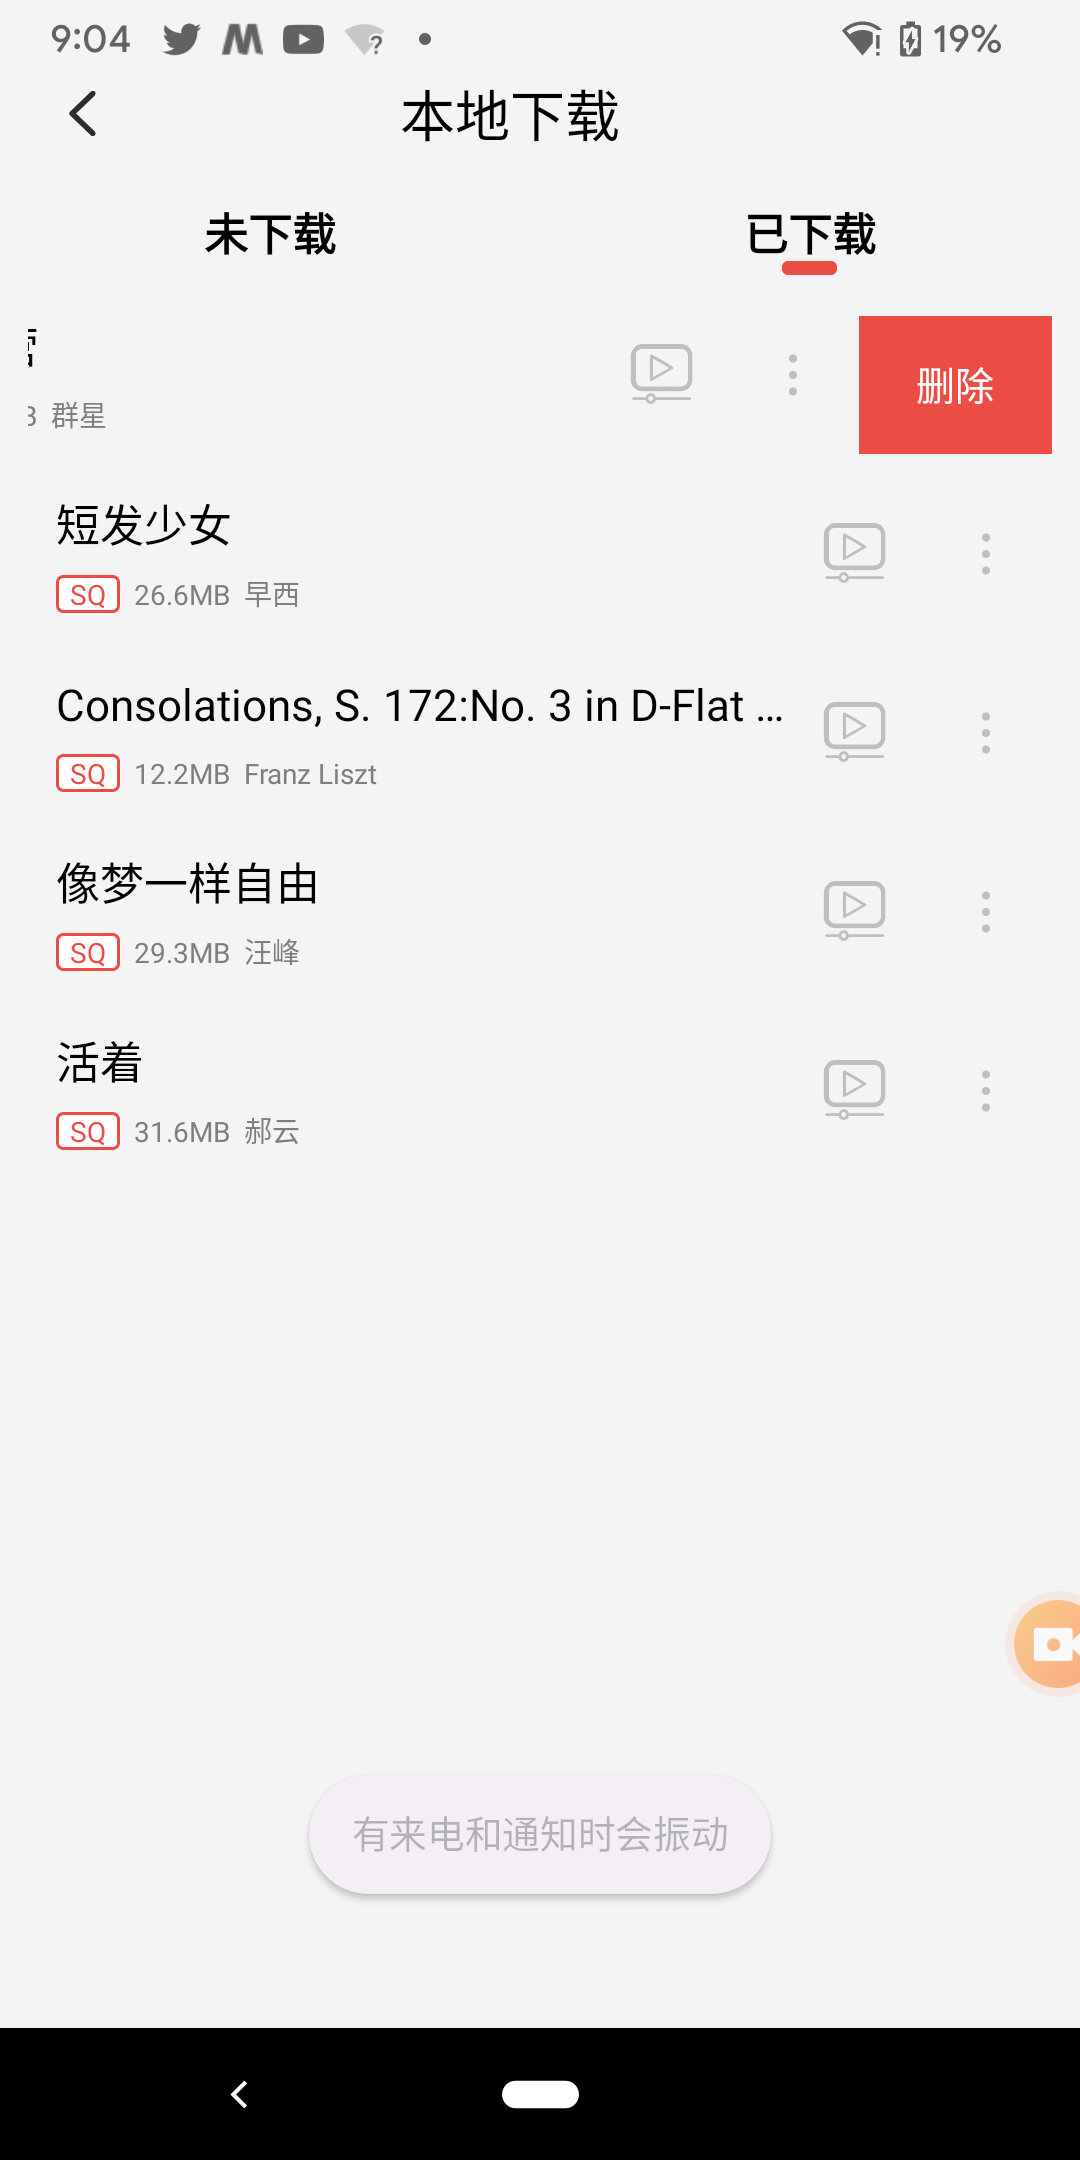 9:04
19%
本地下载
未下载 已下载
群星
删除
短发少女
SQ 26.6MB 早西
Consolations, S. 172:No. 3 in D-Flat ...
SQ 12.2MB Franz Liszt
像梦一样自由
SQ 29.3MB 汪峰
活着
SQ 31.6MB 郝云
有来电和通知时会振动